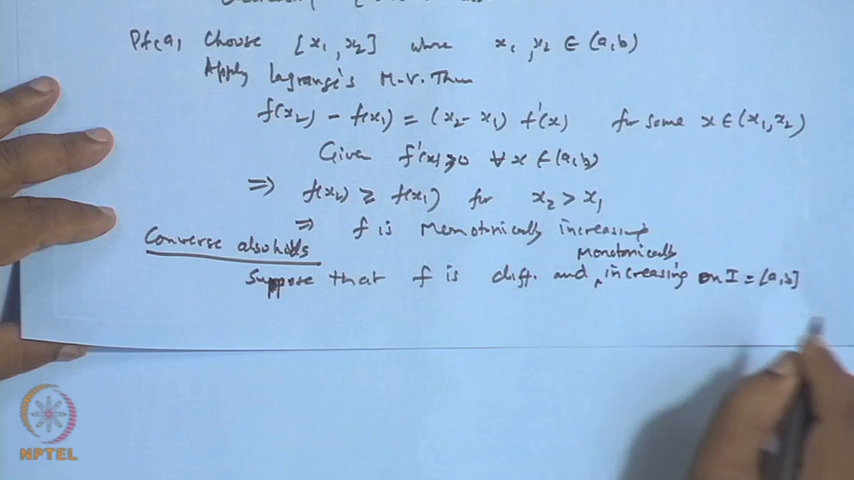 Pf(a) Choose [x₁, x₂] where x₁, x₂ ∈ (a,b)
Apply Lagrange's M.V. Thm
f(x₂) - f(x₁) = (x₂ - x₁) f'(x) for some x ∈ (x₁, x₂)
Given f'(x) ≥ 0 ∀ x ∈ (a,b)
⇒ f(x₂) ≥ f(x₁) for x₂ > x₁
⇒ f is Monotonically increasing
Converse also holds
Suppose that f is diff. and monotonically increasing on I = [a,b]
NPTEL